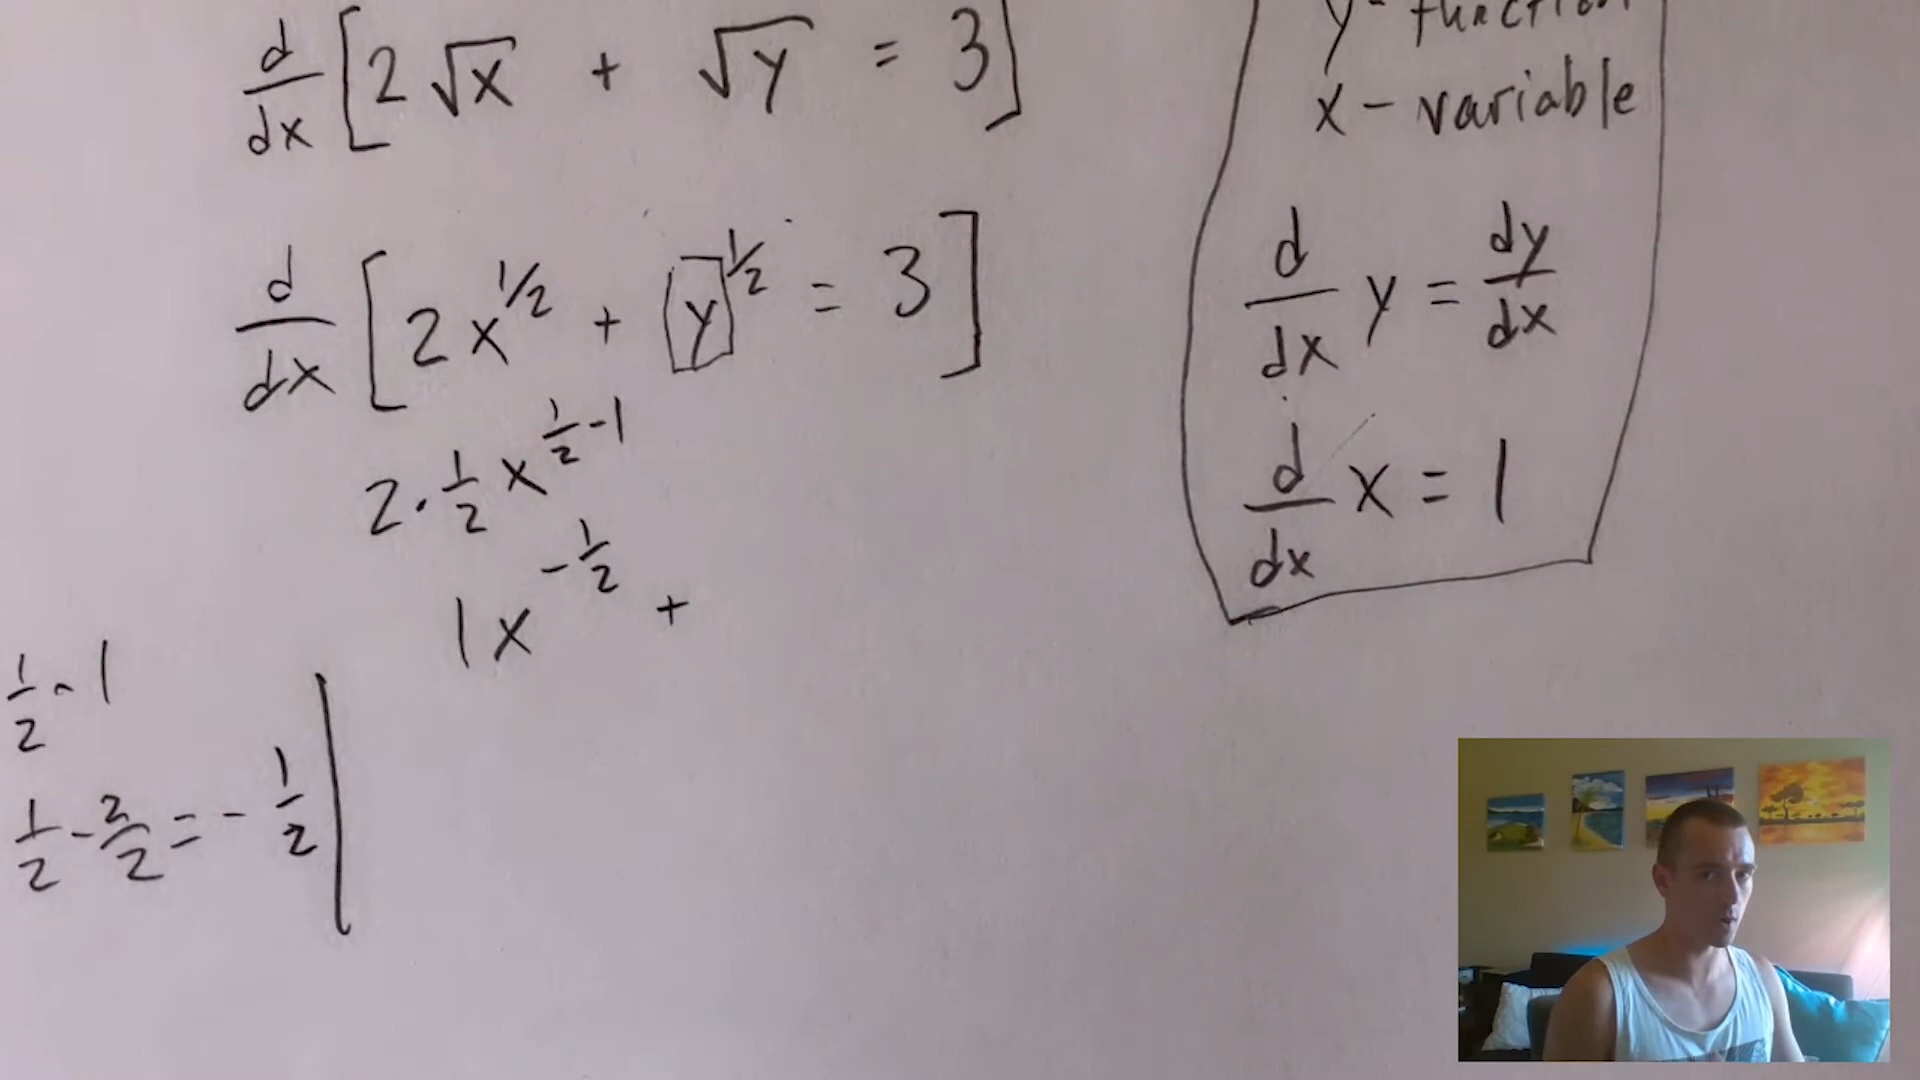 d/dx [2√x + √y = 3]
d/dx [2x^1/2 + y^1/2 = 3]
2 · 1/2 x^1/2 - 1
1x^-1/2 +
1/2 - 1
1/2 - 2/2 = - 1/2
y - function
x - variable
d/dx y = dy/dx
d/dx x = 1